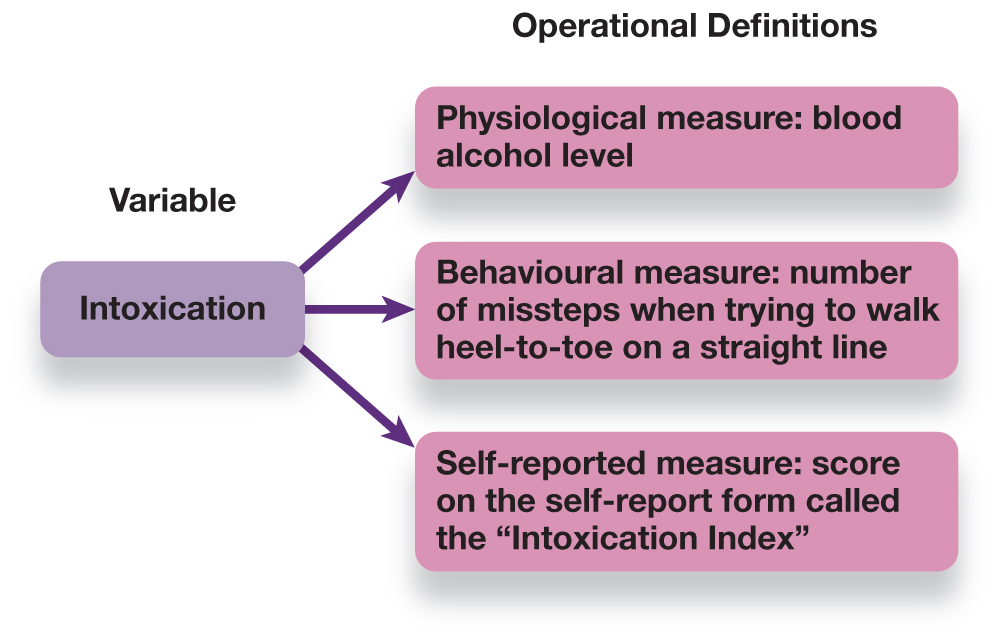 Operational Definitions
Physiological measure: blood
alcohol level
Variable
Intoxication
Behavioural measure: number
of missteps when trying to walk
heel-to-toe on a straight line
Self-reported measure: score
on the self-report form called
the “Intoxication Index”